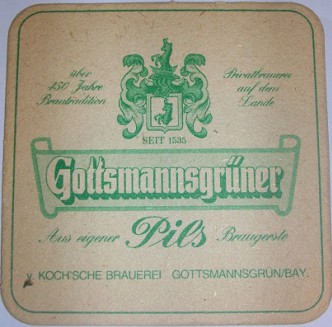 über
450 Jahre
Brautradition
Privatbrauerei
auf dem
Lande
SEIT 1535
Gottsmannsgrüner
Aus eigener Pils Braugerste
v. KOCH'SCHE BRAUEREI GOTTSMANNSGRÜN/BAY.